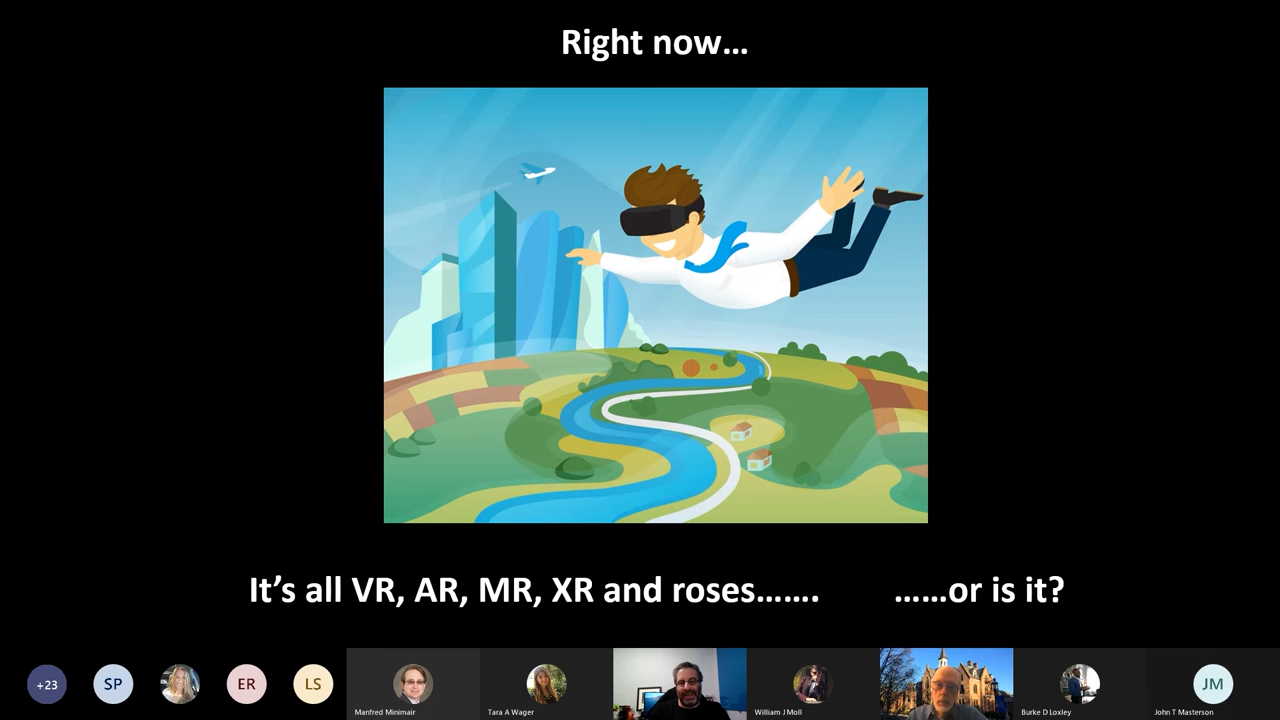 Right now…
It’s all VR, AR, MR, XR and roses……. ……or is it?
+23
SP
ER
LS
Manfred Minimair
Tara A Wager
William J Moll
Burke D Loxley
JM
John T Masterson